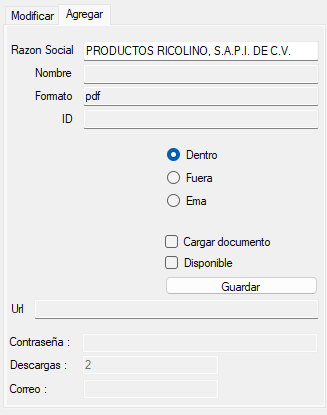 Modificar Agregar
Razon Social PRODUCTOS RICOLINO, S.A.P.I. DE C.V.
Nombre
Formato pdf
ID
Dentro
Fuera
Ema
Cargar documento
Disponible
Guardar
Url
Contraseña :
Descargas : 2
Correo :